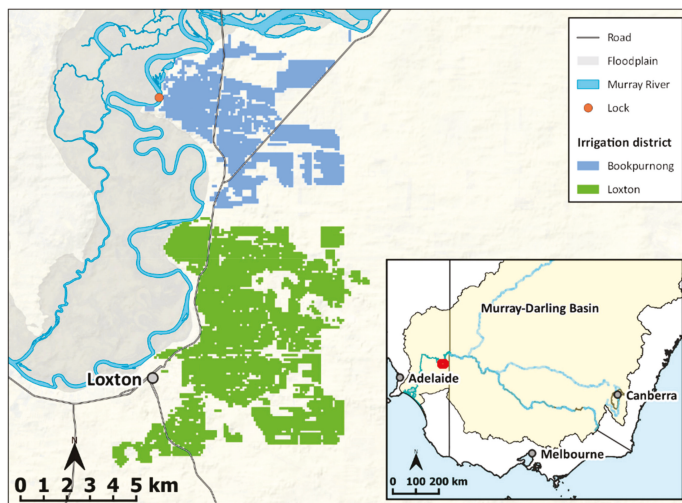 Road
Floodplain
Murray River
Lock
Irrigation district
Bookpurnong
Loxton
Loxton
N
0 1 2 3 4 5 km
Murray-Darling Basin
Adelaide
Canberra
Melbourne
N
0 100 200 km